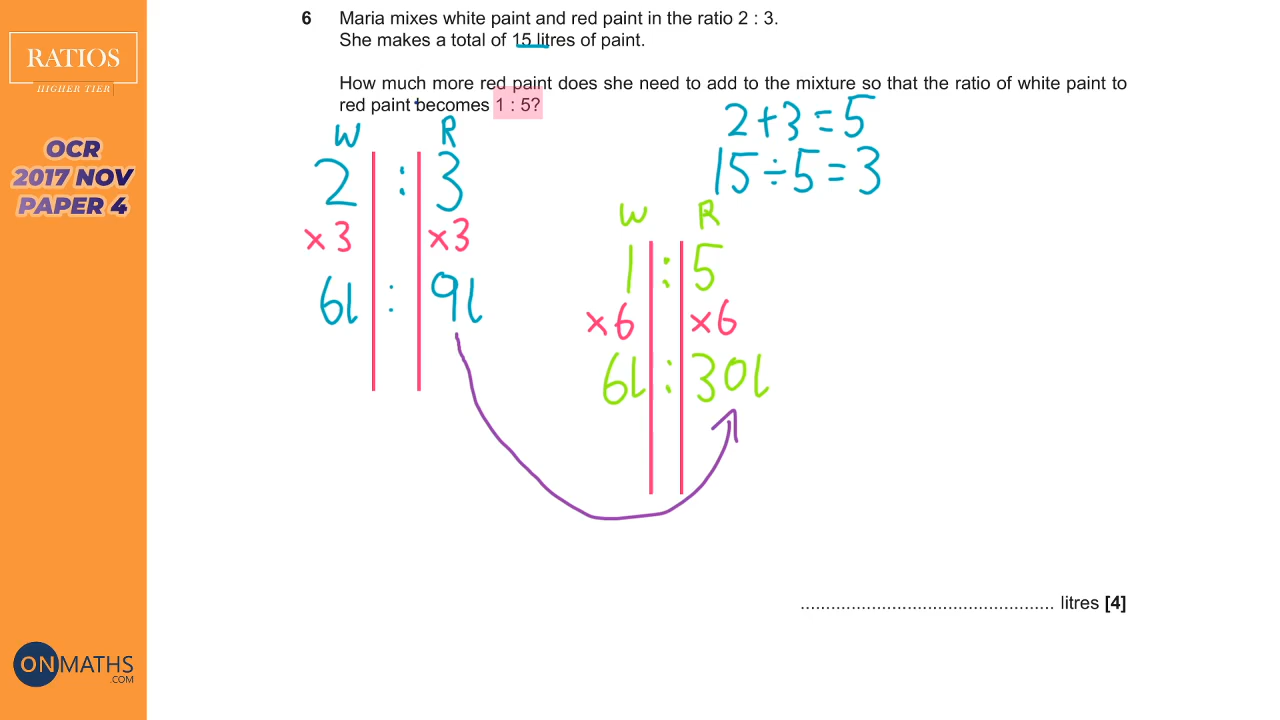 RATIOS
HIGHER TIER
OCR
2017 NOV
PAPER 4
ONMATHS
.COM
6 Maria mixes white paint and red paint in the ratio 2 : 3.
She makes a total of 15 litres of paint.
How much more red paint does she need to add to the mixture so that the ratio of white paint to
red paint becomes 1 : 5?
2+3=5
15÷5=3
W R
2 : 3
×3 ×3
6l : 9l
W R
1 : 5
×6 ×6
6l : 30l
.................................................. litres [4]